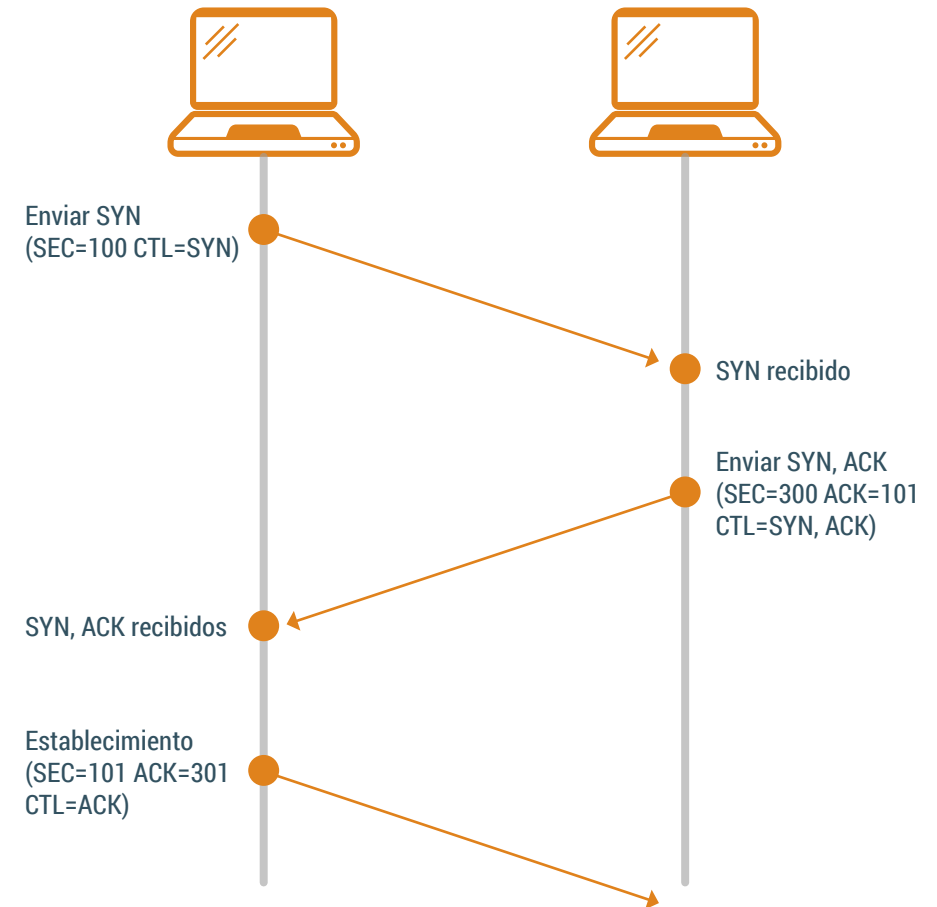 Enviar SYN
(SEC=100 CTL=SYN)
SYN recibido
Enviar SYN, ACK
(SEC=300 ACK=101
CTL=SYN, ACK)
SYN, ACK recibidos
Establecimiento
(SEC=101 ACK=301
CTL=ACK)